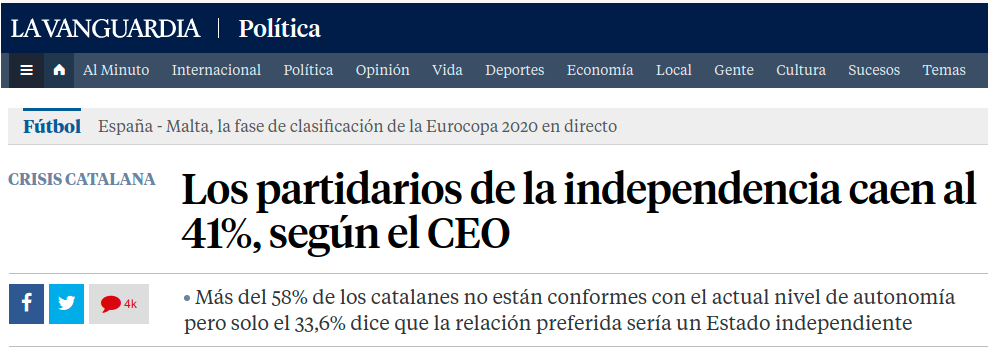 LA VANGUARDIA | Política
Al Minuto Internacional Política Opinión Vida Deportes Economía Local Gente Cultura Sucesos Temas
Fútbol España - Malta, la fase de clasificación de la Eurocopa 2020 en directo
CRISIS CATALANA
Los partidarios de la independencia caen al
41%, según el CEO
4k
• Más del 58% de los catalanes no están conformes con el actual nivel de autonomía
pero solo el 33,6% dice que la relación preferida sería un Estado independiente